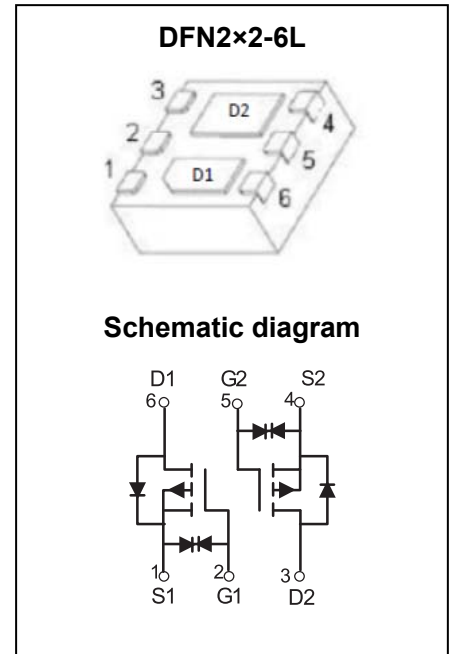 DFN2×2-6L
3 D2 4
2 5
1 D1 6
Schematic diagram
D1 G2 S2
6 5 4
1 2 3
S1 G1 D2